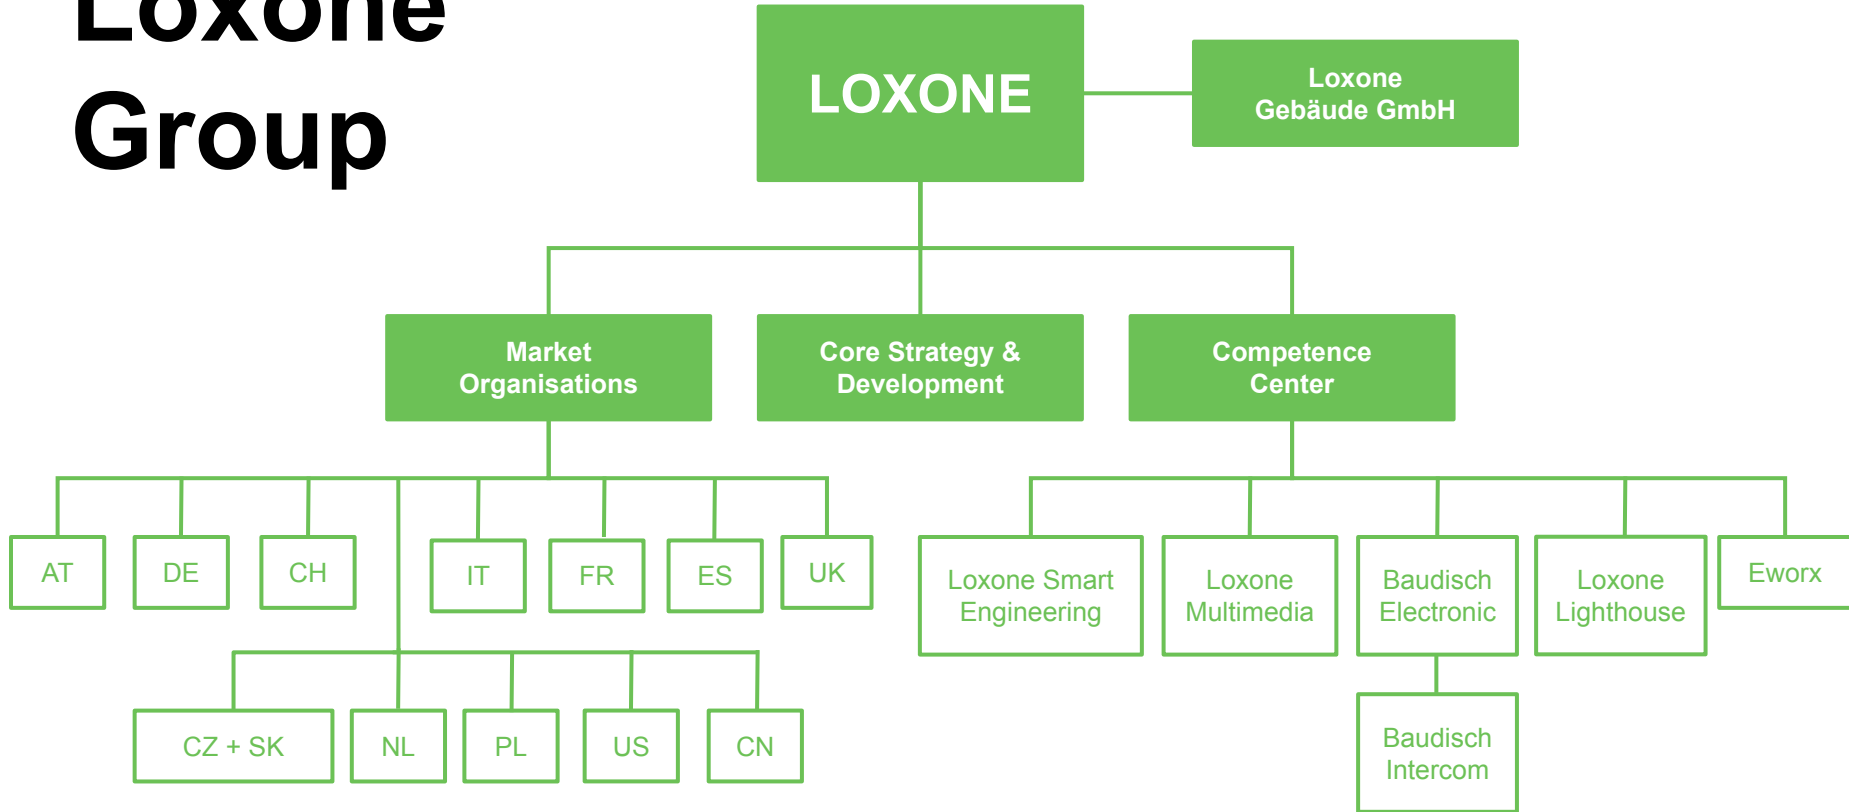 Loxone
Group
LOXONE
Loxone
Gebäude GmbH
Market
Organisations
Core Strategy &
Development
Competence
Center
AT
DE
CH
IT
FR
ES
UK
Loxone Smart
Engineering
Loxone
Multimedia
Baudisch
Electronic
Loxone
Lighthouse
Eworx
CZ + SK
NL
PL
US
CN
Baudisch
Intercom